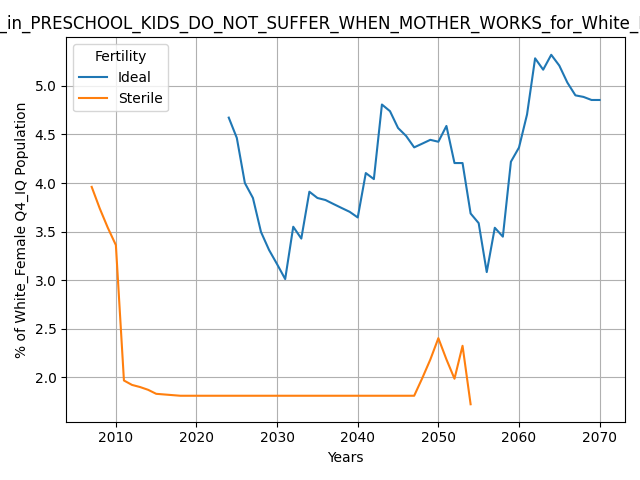 _in_PRESCHOOL_KIDS_DO_NOT_SUFFER_WHEN_MOTHER_WORKS_for_White_
Fertility
Ideal
Sterile
% of White_Female Q4_IQ Population
5.0
4.5
4.0
3.5
3.0
2.5
2.0
2010 2020 2030 2040 2050 2060 2070
Years